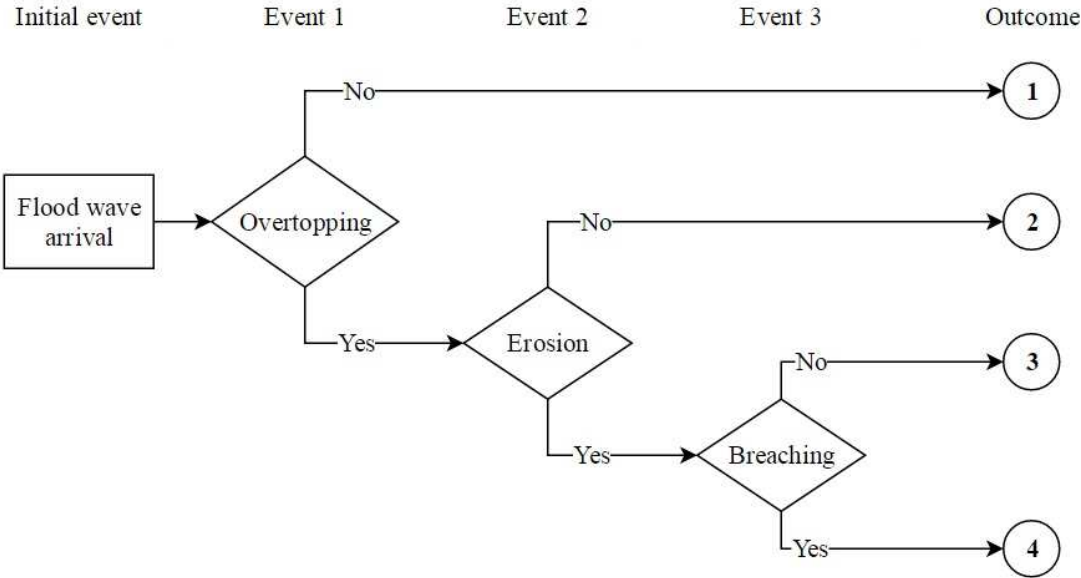 Initial event Event 1 Event 2 Event 3 Outcome
No
1
Flood wave
arrival
Overtopping
No
2
Yes
Erosion
No
3
Yes
Breaching
Yes
4